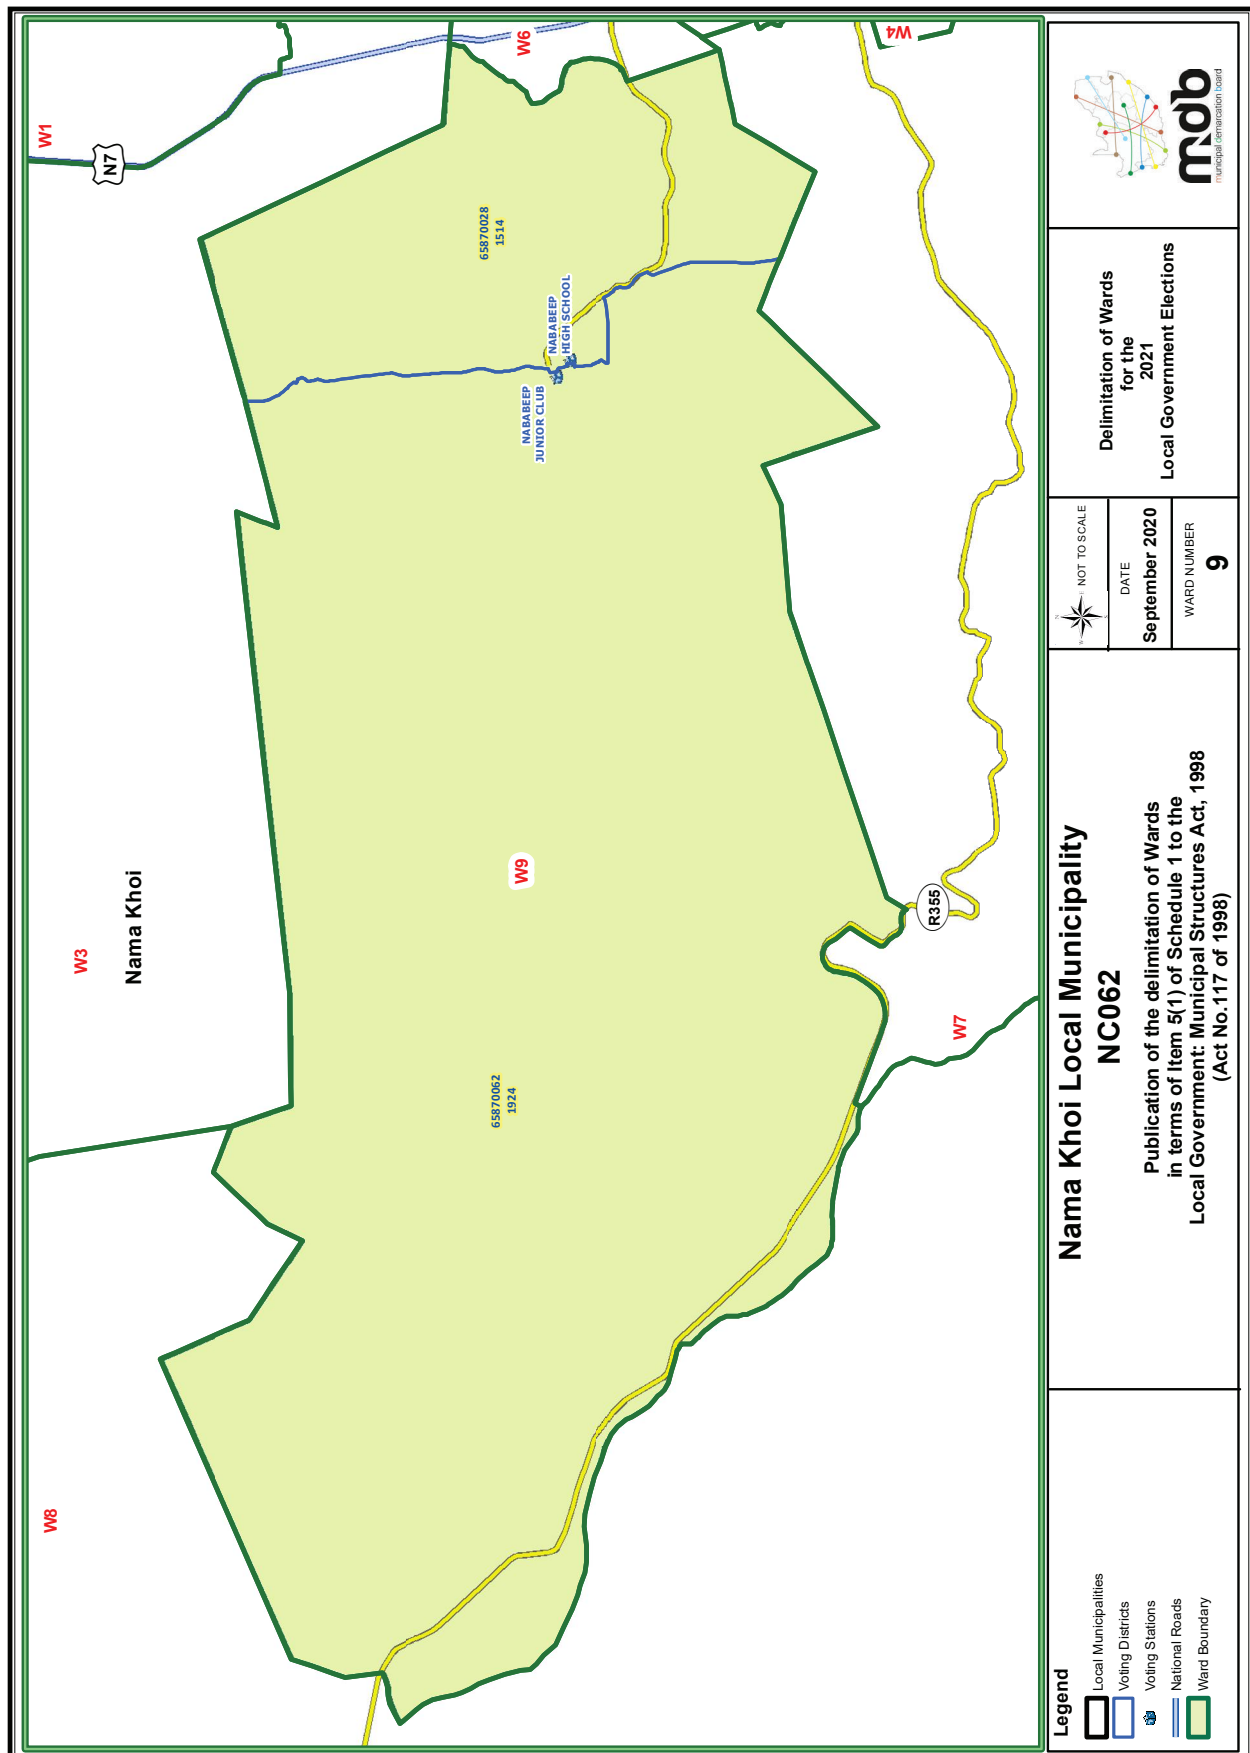 W8
W3
W1
Nama Khoi
N7
65870028
1514
W6
NABABEEP
JUNIOR CLUB
NABABEEP
HIGH SCHOOL
W9
65870062
1924
W4
R355
W7
Legend
Local Municipalities
Voting Districts
Voting Stations
National Roads
Ward Boundary
Nama Khoi Local Municipality
NC062
Publication of the delimitation of Wards
in terms of Item 5(1) of Schedule 1 to the
Local Government: Municipal Structures Act, 1998
(Act No.117 of 1998)
N
W
E
S
NOT TO SCALE
DATE
September 2020
WARD NUMBER
9
Delimitation of Wards
for the
2021
Local Government Elections
mdb
municipal demarcation board